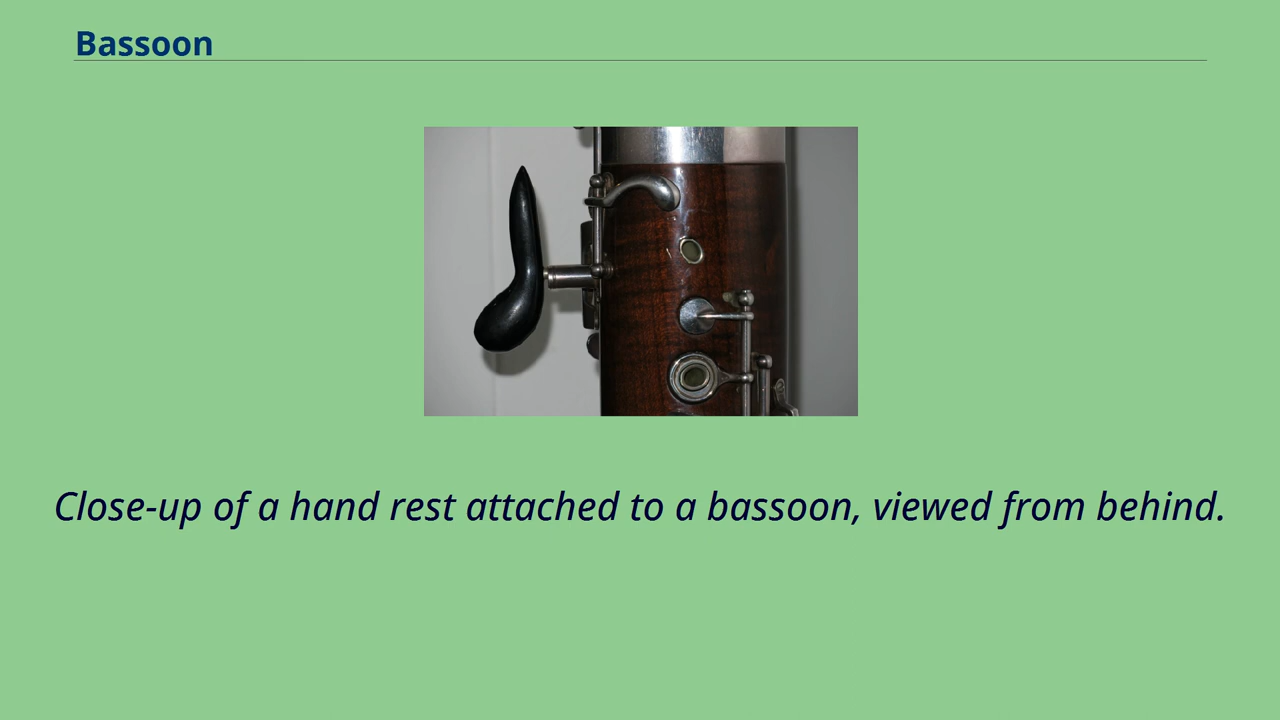 Bassoon
Close-up of a hand rest attached to a bassoon, viewed from behind.